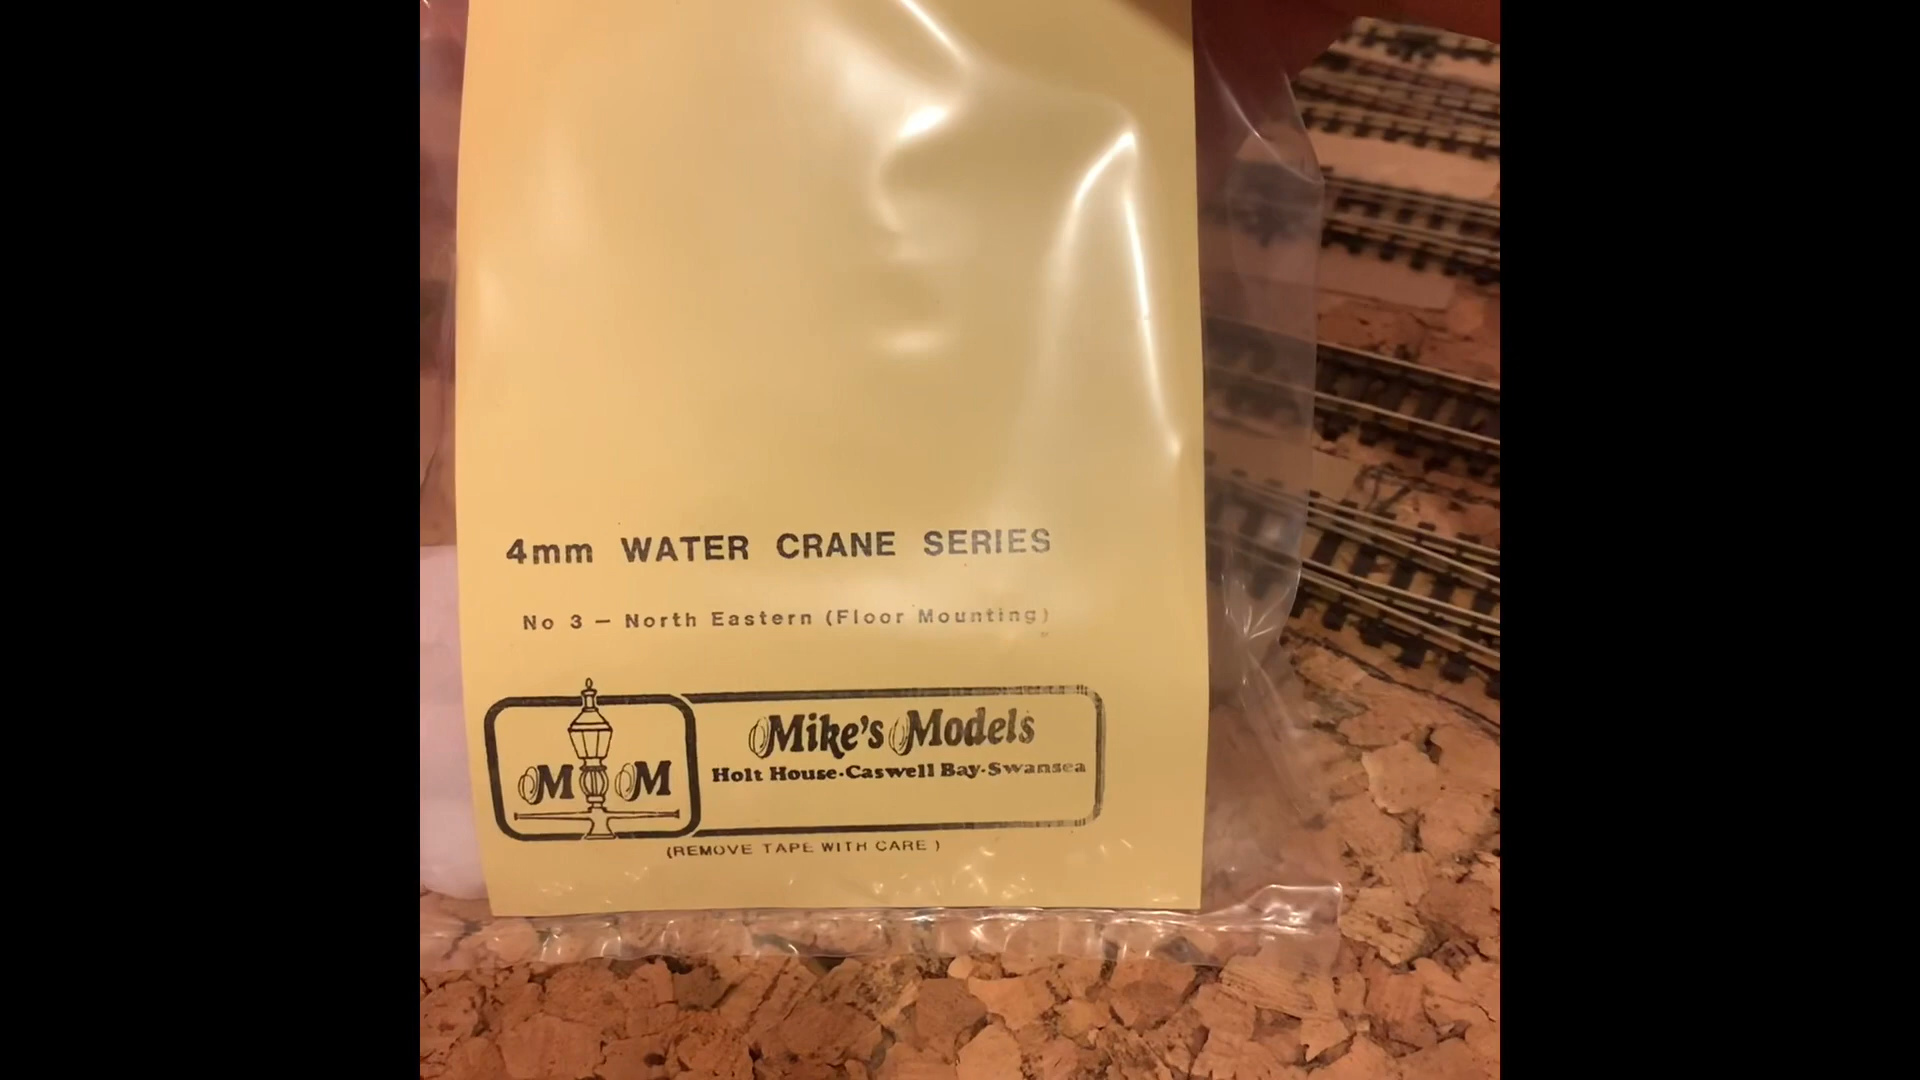 4mm WATER CRANE SERIES
No 3 — North Eastern (Floor Mounting)
M M
Mike's Models
Holt House·Caswell Bay·Swansea
(REMOVE TAPE WITH CARE )